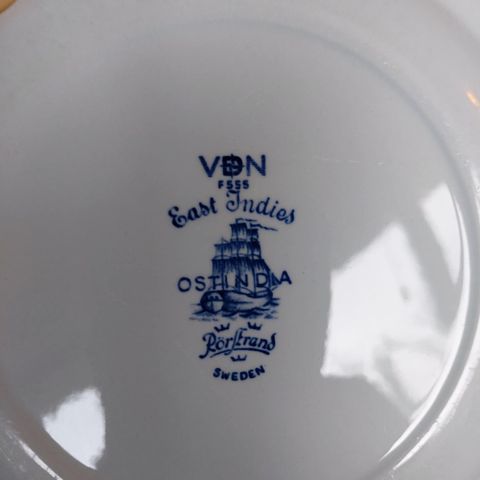 VDN
F555
East Indies
OSTINDIA
Rörstrand
SWEDEN